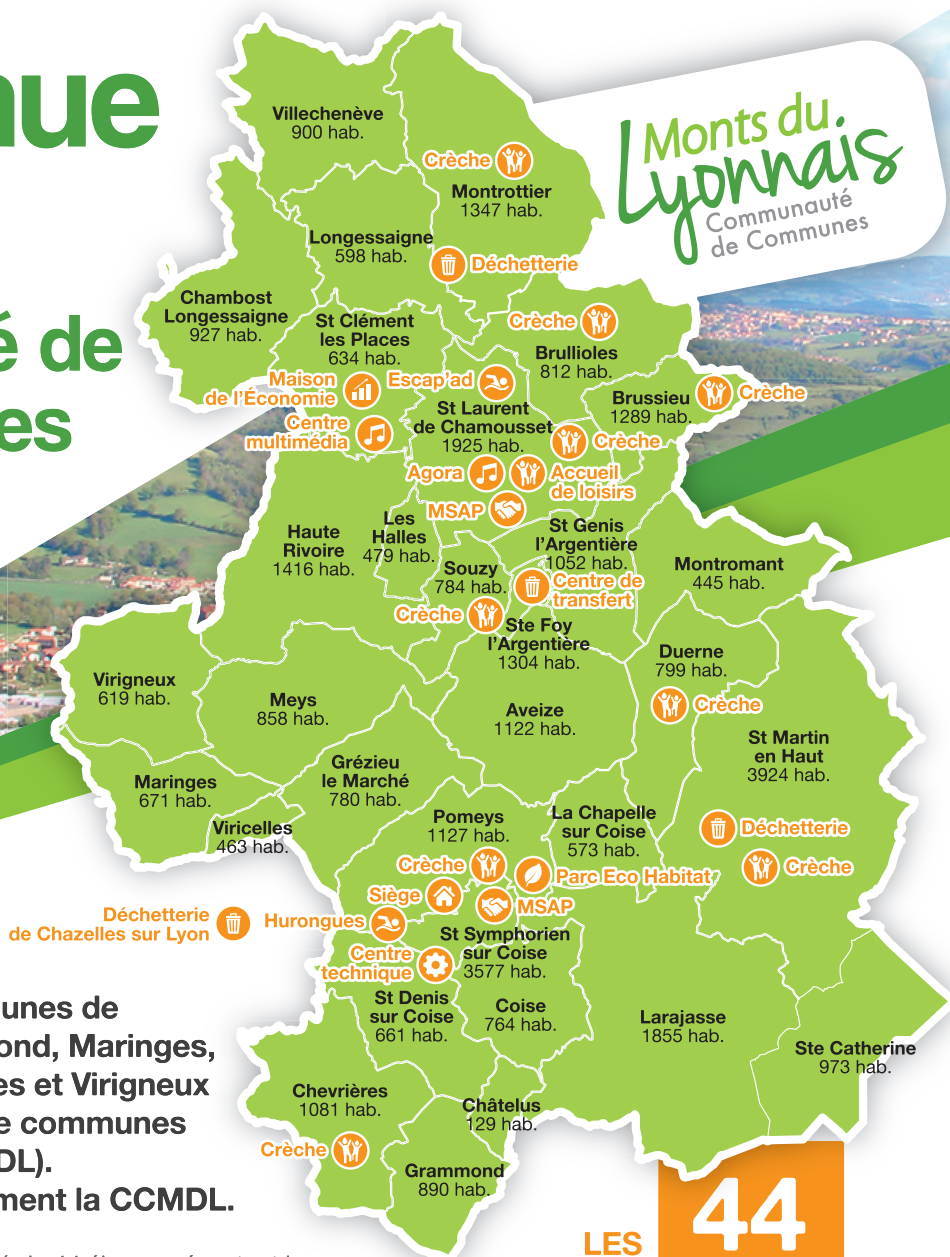 nue
é de
es
Monts du
Lyonnais
Communauté
de Communes
Villechenève
900 hab.
Crèche
Montrottier
1347 hab.
Longessaigne
598 hab.
Déchetterie
Chambost
Longessaigne
927 hab.
St Clément
les Places
634 hab.
Crèche
Brullioles
812 hab.
Maison
de l'Économie
Escap'ad
Brussieu
1289 hab.
Crèche
Centre
multimédia
St Laurent
de Chamousset
1925 hab.
Crèche
Agora
Accueil
de loisirs
MSAP
Haute
Rivoire
1416 hab.
Les
Halles
479 hab.
St Genis
l'Argentière
1052 hab.
Souzy
784 hab.
Centre de
transfert
Montromant
445 hab.
Crèche
Ste Foy
l'Argentière
1304 hab.
Duerne
799 hab.
Crèche
Virigneux
619 hab.
Meys
858 hab.
Aveize
1122 hab.
St Martin
en Haut
3924 hab.
Maringes
671 hab.
Grézieu
le Marché
780 hab.
Viricelles
463 hab.
Pomeys
1127 hab.
La Chapelle
sur Coise
573 hab.
Déchetterie
Crèche
Crèche
Parc Eco Habitat
Siège
MSAP
Déchetterie
de Chazelles sur Lyon
Hurongues
St Symphorien
sur Coise
3577 hab.
Centre
technique
St Denis
sur Coise
661 hab.
Coise
764 hab.
Larajasse
1855 hab.
Ste Catherine
973 hab.
Chevrières
1081 hab.
Châtelus
129 hab.
Crèche
Grammond
890 hab.
unes de
ond, Maringes,
es et Virigneux
e communes
DL).
ment la CCMDL.
LES
44